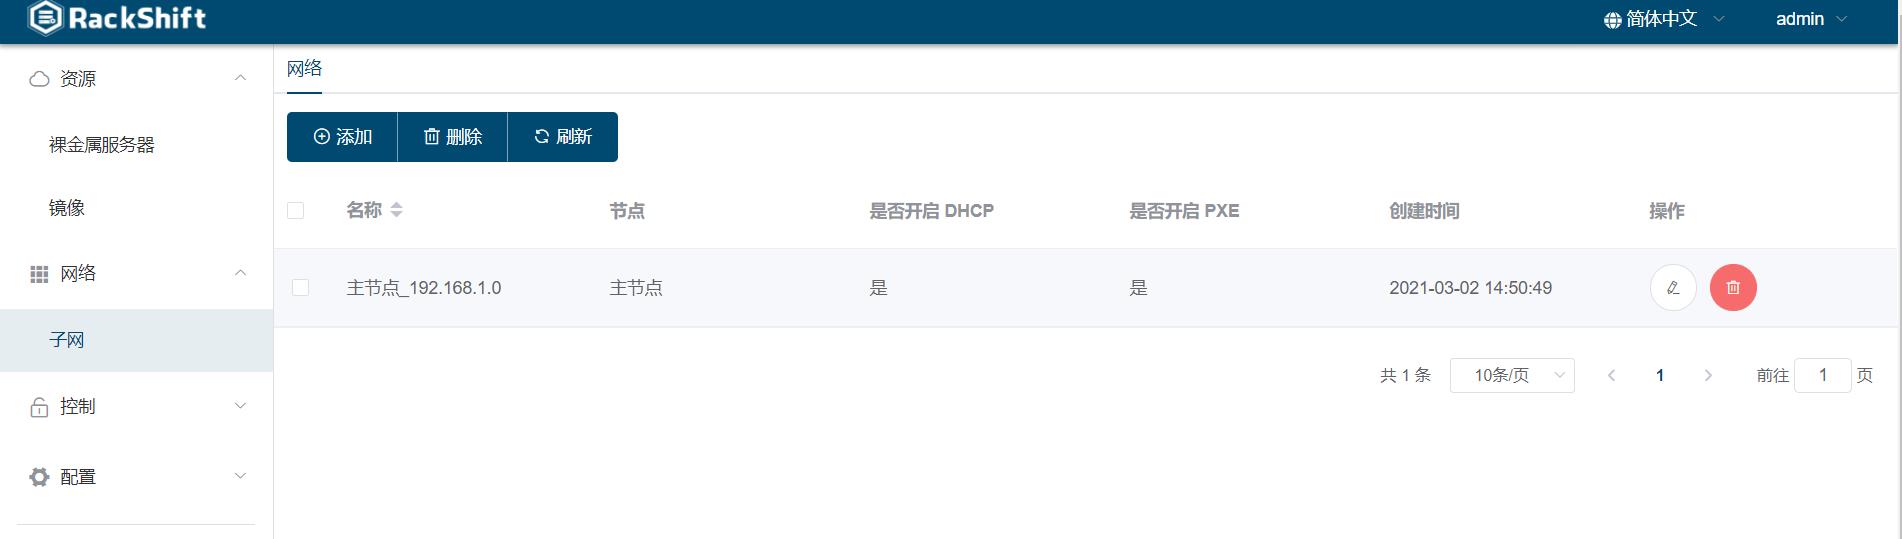 RackShift
简体中文
admin
资源
裸金属服务器
镜像
网络
子网
控制
配置
网络
添加 删除 刷新
名称 节点 是否开启 DHCP 是否开启 PXE 创建时间 操作
主节点_192.168.1.0 主节点 是 是 2021-03-02 14:50:49
共 1 条 10条/页 1 前往 1 页